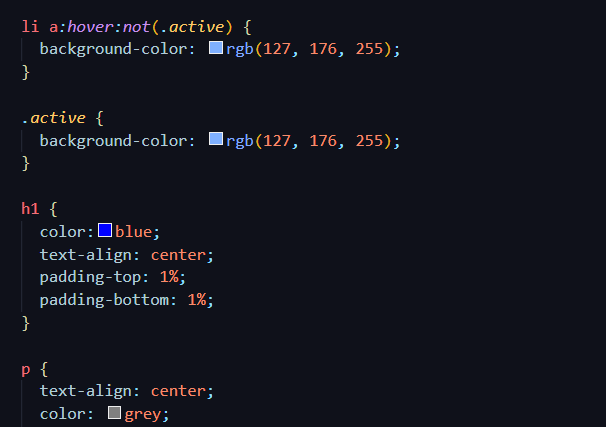 li a:hover:not(.active) {
background-color: rgb(127, 176, 255);
}
.active {
background-color: rgb(127, 176, 255);
}
h1 {
color:blue;
text-align: center;
padding-top: 1%;
padding-bottom: 1%;
}
p {
text-align: center;
color: grey;